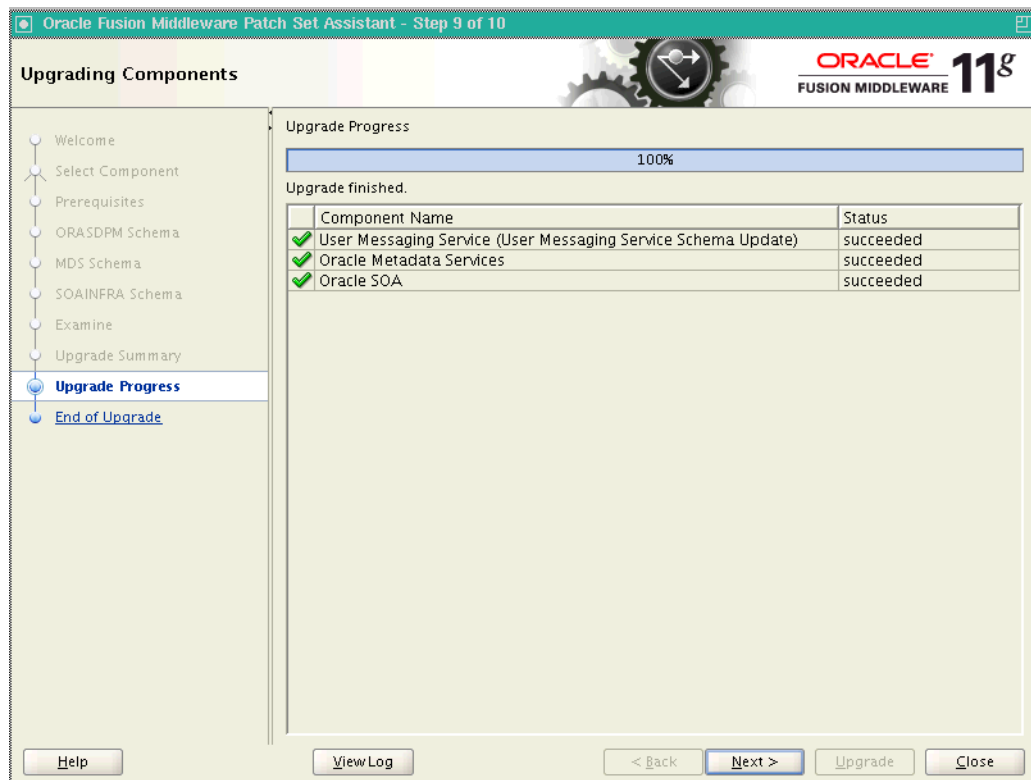 Oracle Fusion Middleware Patch Set Assistant - Step 9 of 10
Upgrading Components
ORACLE
FUSION MIDDLEWARE
11g
Welcome
Select Component
Prerequisites
ORASDPM Schema
MDS Schema
SOAINFRA Schema
Examine
Upgrade Summary
Upgrade Progress
End of Upgrade
Upgrade Progress
100%
Upgrade finished.
Component Name Status
User Messaging Service (User Messaging Service Schema Update) succeeded
Oracle Metadata Services succeeded
Oracle SOA succeeded
Help View Log < Back Next > Upgrade Close